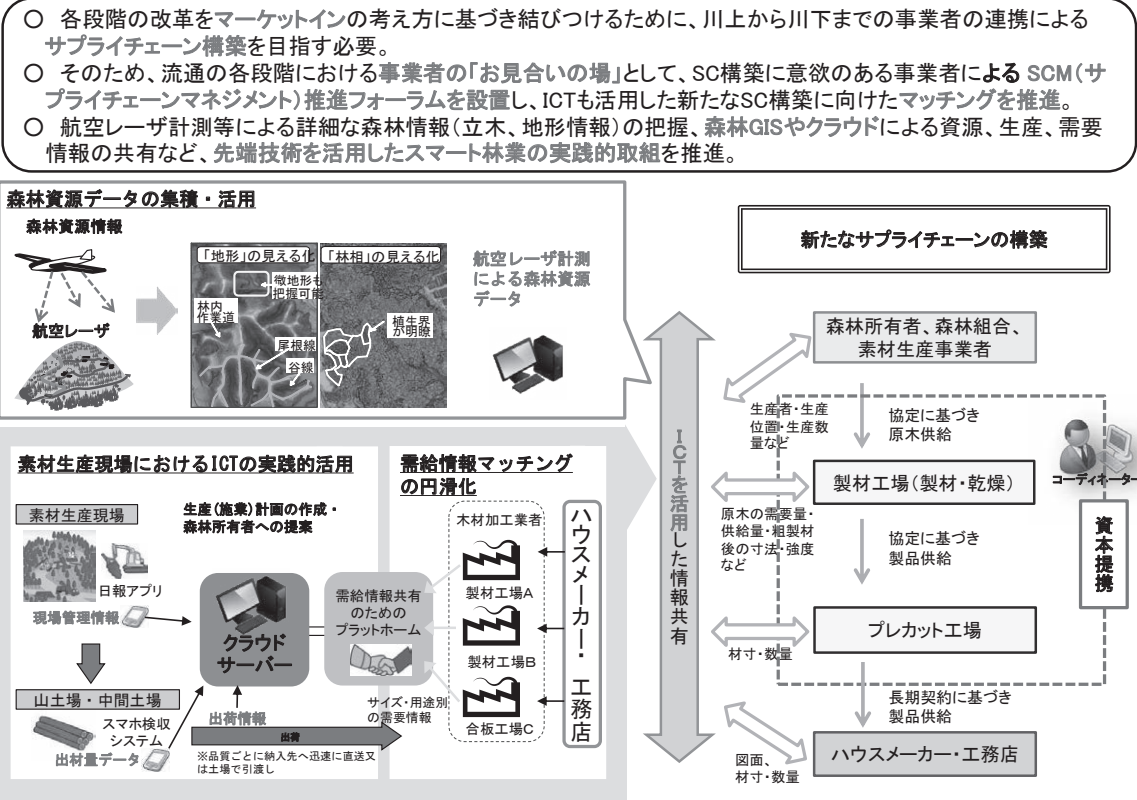 ○ 各段階の改革をマーケットインの考え方に基づき結びつけるために、川上から川下までの事業者の連携による
サプライチェーン構築を目指す必要。
○ そのため、流通の各段階における事業者の「お見合いの場」として、SC構築に意欲のある事業者による SCM（サ
プライチェーンマネジメント）推進フォーラムを設置し、ICTも活用した新たなSC構築に向けたマッチングを推進。
○ 航空レーザ計測等による詳細な森林情報（立木、地形情報）の把握、森林GISやクラウドによる資源、生産、需要
情報の共有など、先端技術を活用したスマート林業の実践的取組を推進。
森林資源データの集積・活用
森林資源情報
航空レーザ
「地形」の見える化
微地形も
把握可能
林内
作業道
尾根線
谷線
「林相」の見える化
植生界
が明瞭
航空レーザ計測
による森林資源
データ
素材生産現場におけるICTの実践的活用
素材生産現場
日報アプリ
現場管理情報
山土場・中間土場
スマホ検収
システム
出材量データ
生産（施業）計画の作成・
森林所有者への提案
クラウド
サーバー
出荷情報
出荷
※品質ごとに納入先へ迅速に直送又
は土場で引渡し
需給情報マッチング
の円滑化
需給情報共有
のための
プラットホーム
サイズ・用途別
の需要情報
木材加工業者
製材工場A
製材工場B
合板工場C
ハウスメーカー・工務店
ICTを活用した情報共有
新たなサプライチェーンの構築
森林所有者、森林組合、
素材生産事業者
生産者・生産
位置・生産数
量など
協定に基づき
原木供給
製材工場（製材・乾燥）
原木の需要量・
供給量・粗製材
後の寸法・強度
など
協定に基づき
製品供給
プレカット工場
材寸・数量
長期契約に基づき
製品供給
ハウスメーカー・工務店
図面、
材寸・数量
コーディネーター
資本提携